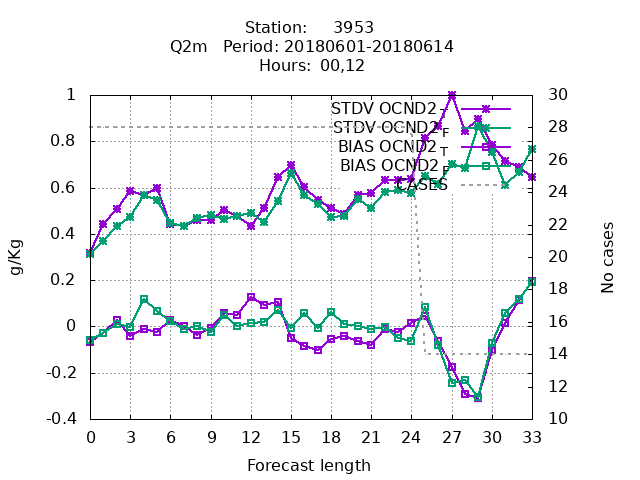 Station: 3953
Q2m Period: 20180601-20180614
Hours: 00,12
1
0.8
0.6
0.4
0.2
0
-0.2
-0.4
30
28
26
24
22
20
18
16
14
12
10
STDV OCND2_T
STDV OCND2_F
BIAS OCND2_T
BIAS OCND2_F
CASES
g/Kg
No cases
0 3 6 9 12 15 18 21 24 27 30 33
Forecast length